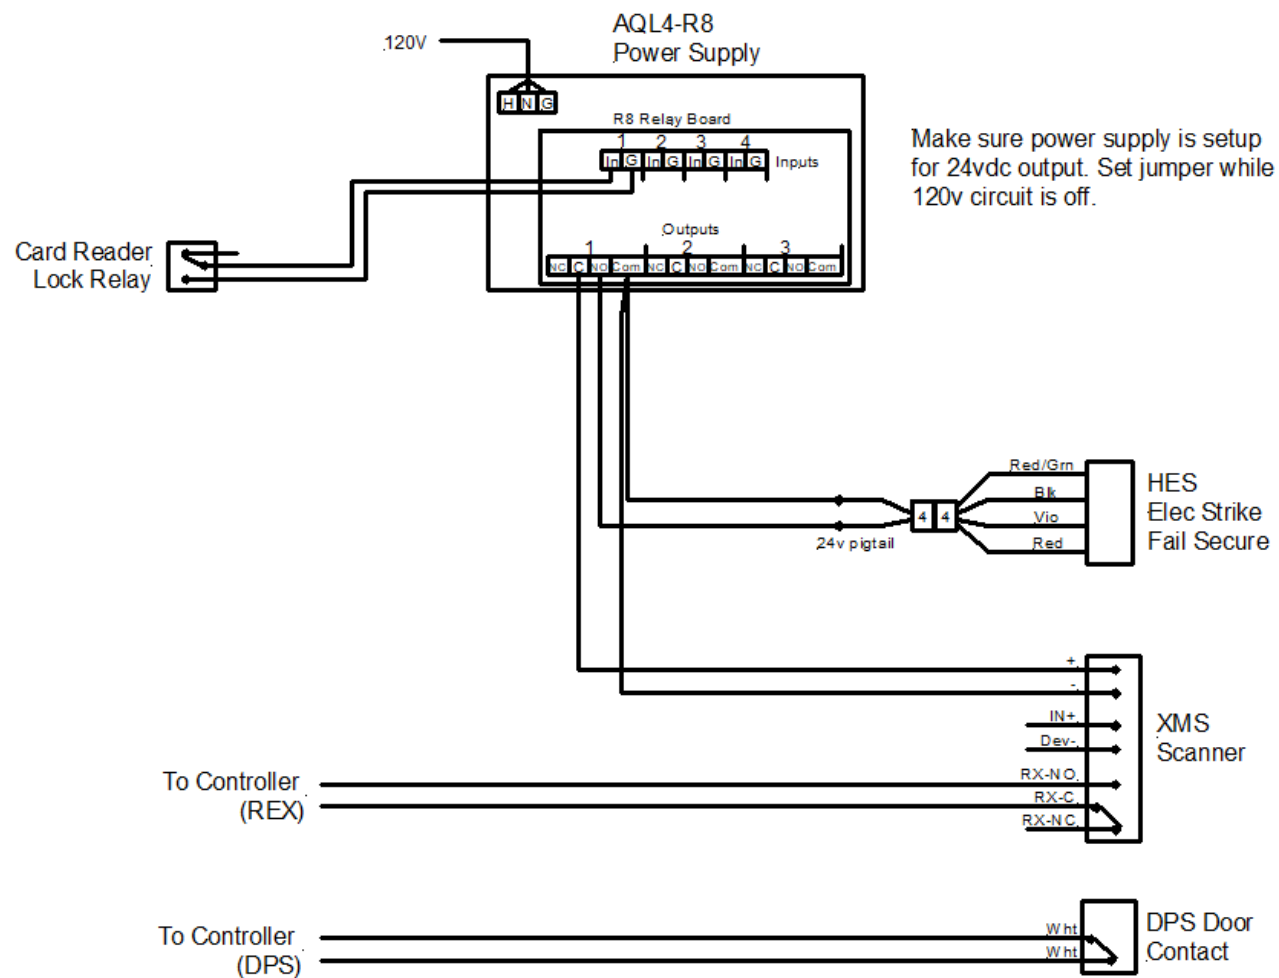 AQL4-R8
Power Supply
120V
H N G
R8 Relay Board
1 2 3 4
In G In G In G In G Inputs
Make sure power supply is setup
for 24vdc output. Set jumper while
120v circuit is off.
Outputs
1 2 3
NC C NO Com NC C NO Com NC C NO Com
Card Reader
Lock Relay
Red/Grn
Blk
Vio
Red
4 4
24v pigtail
HES
Elec Strike
Fail Secure
+
-
IN+
Dev-
RX-NO
RX-C
RX-NC
XMS
Scanner
To Controller
(REX)
To Controller
(DPS)
Wht
Wht
DPS Door
Contact